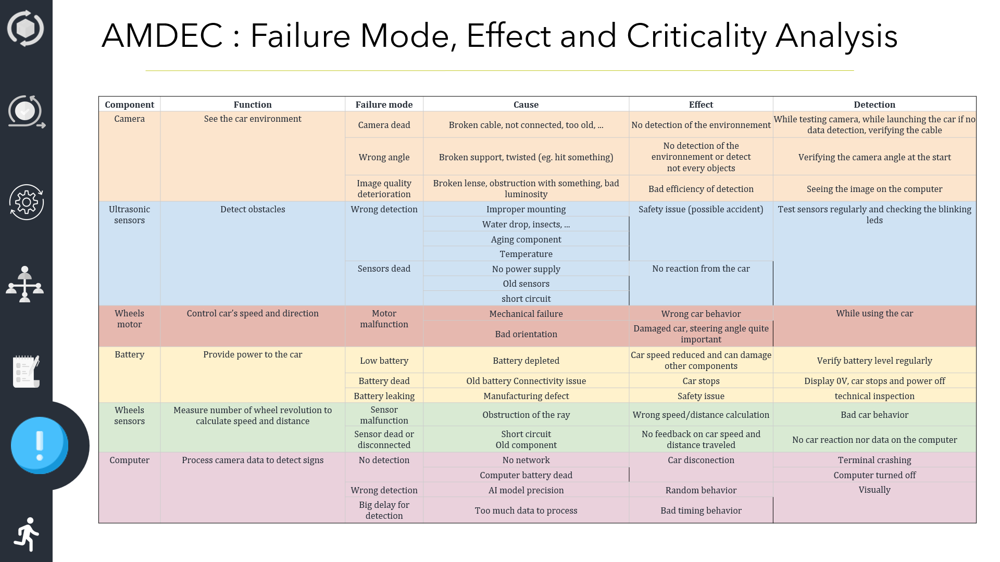 AMDEC : Failure Mode, Effect and Criticality Analysis
Component Function Failure mode Cause Effect Detection
Camera See the car environment
Camera dead Broken cable, not connected, too old, ... No detection of the environnement
While testing camera, while launching the car if no
data detection, verifying the cable
Wrong angle Broken support, twisted (eg. hit something)
No detection of the
environnement or detect
not every objects
Verifying the camera angle at the start
Image quality
deterioration
Broken lense, obstruction with something, bad
luminosity
Bad efficiency of detection Seeing the image on the computer
Ultrasonic
sensors
Detect obstacles Wrong detection Improper mounting Safety issue (possible accident)
Test sensors regularly and checking the blinking
leds
Water drop, insects, ...
Aging component
Temperature
Sensors dead No power supply No reaction from the car
Old sensors
short circuit
Wheels
motor
Control car’s speed and direction
Motor
malfunction
Mechanical failure Wrong car behavior While using the car
Bad orientation
Damaged car, steering angle quite
important
Battery Provide power to the car
Low battery Battery depleted
Car speed reduced and can damage
other components
Verify battery level regularly
Battery dead Old battery Connectivity issue Car stops Display 0V, car stops and power off
Battery leaking Manufacturing defect Safety issue technical inspection
Wheels
sensors
Measure number of wheel revolution to
calculate speed and distance
Sensor
malfunction
Obstruction of the ray Wrong speed/distance calculation Bad car behavior
Sensor dead or
disconnected
Short circuit
Old component
No feedback on car speed and
distance traveled
No car reaction nor data on the computer
Computer Process camera data to detect signs No detection No network Car disconection Terminal crashing
Computer battery dead Computer turned off
Wrong detection AI model precision Random behavior Visually
Big delay for
detection
Too much data to process Bad timing behavior